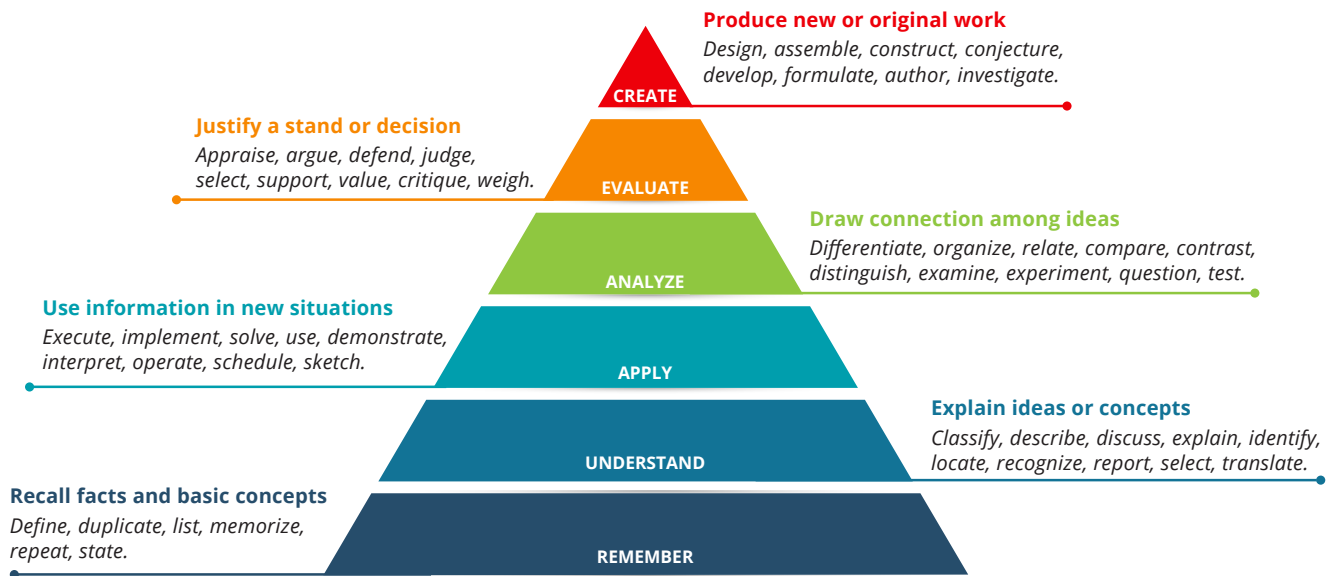 Produce new or original work
Design, assemble, construct, conjecture,
develop, formulate, author, investigate.
CREATE
Justify a stand or decision
Appraise, argue, defend, judge,
select, support, value, critique, weigh.
EVALUATE
Draw connection among ideas
Differentiate, organize, relate, compare, contrast,
distinguish, examine, experiment, question, test.
ANALYZE
Use information in new situations
Execute, implement, solve, use, demonstrate,
interpret, operate, schedule, sketch.
APPLY
Explain ideas or concepts
Classify, describe, discuss, explain, identify,
locate, recognize, report, select, translate.
UNDERSTAND
Recall facts and basic concepts
Define, duplicate, list, memorize,
repeat, state.
REMEMBER